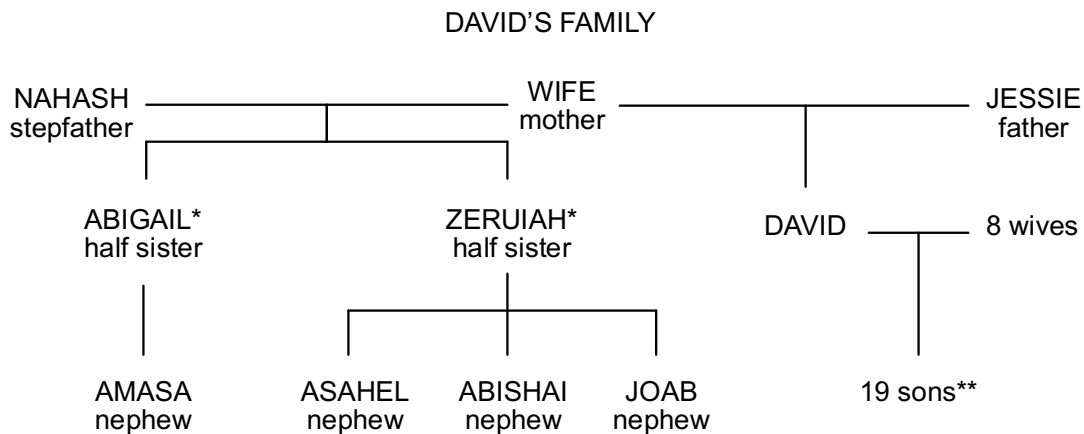 DAVID’S FAMILY
NAHASH
stepfather
WIFE
mother
JESSIE
father
ABIGAIL*
half sister
ZERUIAH*
half sister
DAVID
8 wives
AMASA
nephew
ASAHEL
nephew
ABISHAI
nephew
JOAB
nephew
19 sons**